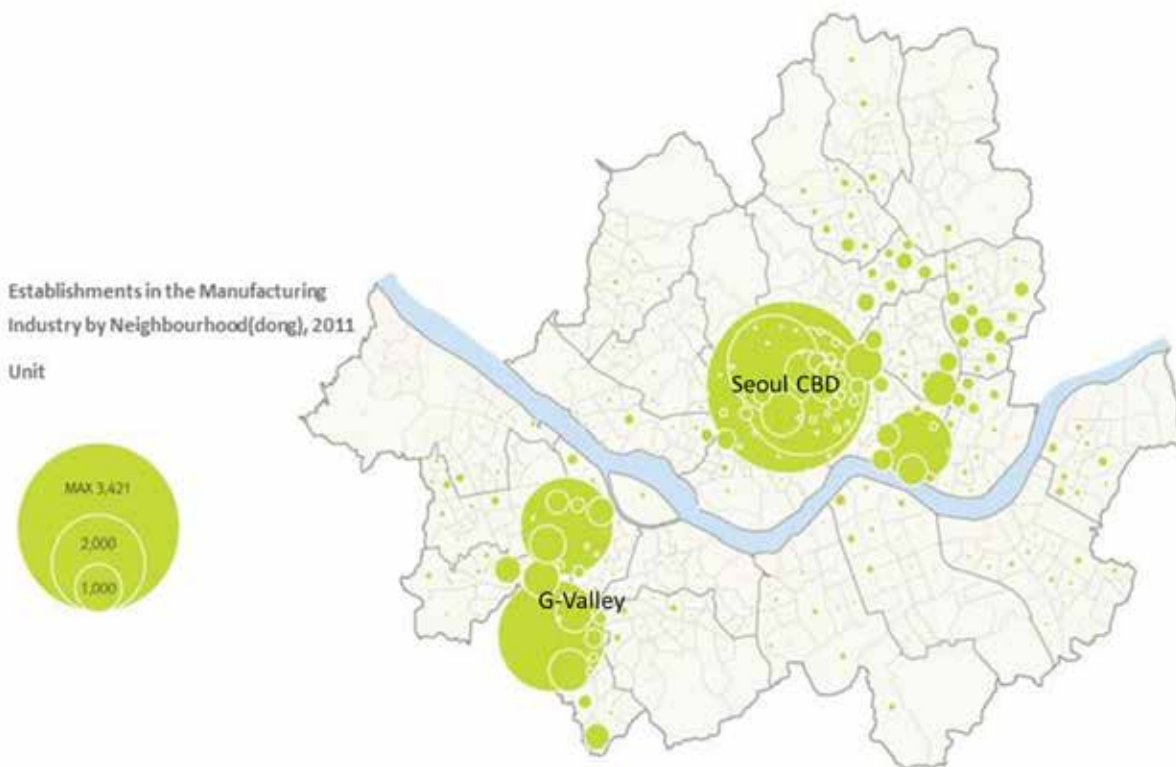 Establishments in the Manufacturing
Industry by Neighbourhood(dong), 2011
Unit
MAX 3,421
2,000
1,000
Seoul CBD
G-Valley